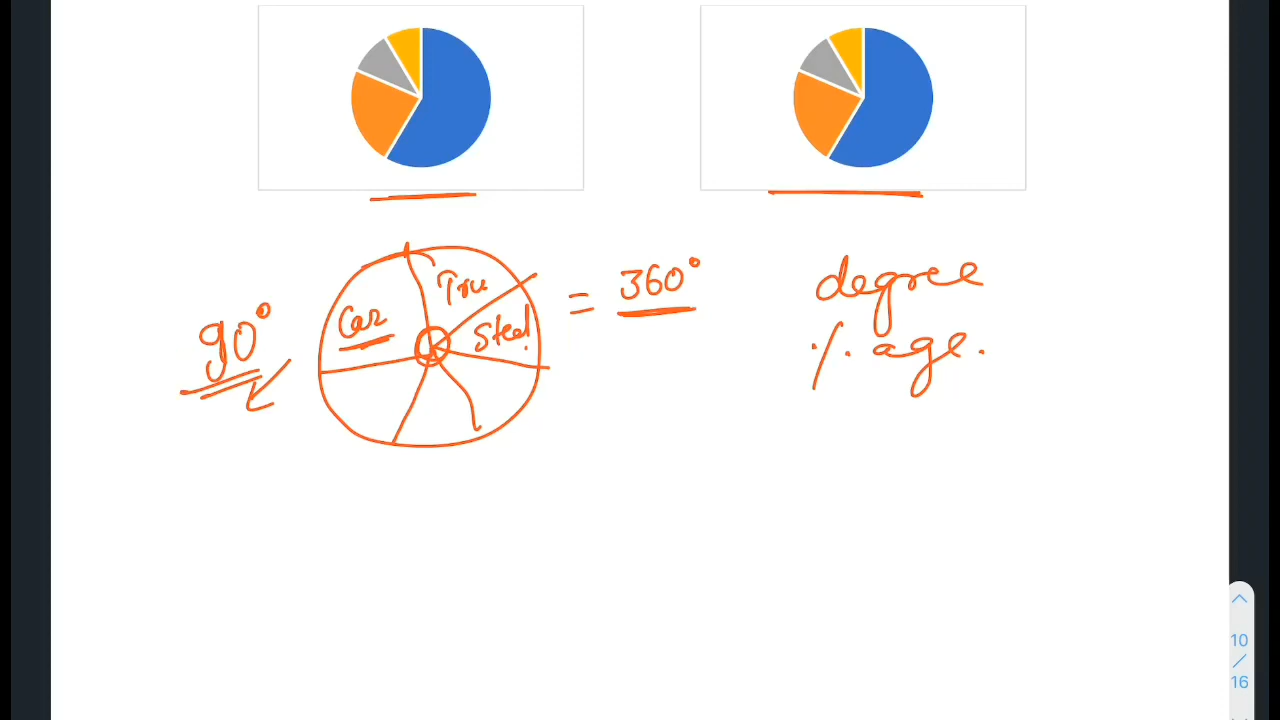 Tru
Car
Steel
90°
= 360°
degree
%. age.
10
/
16